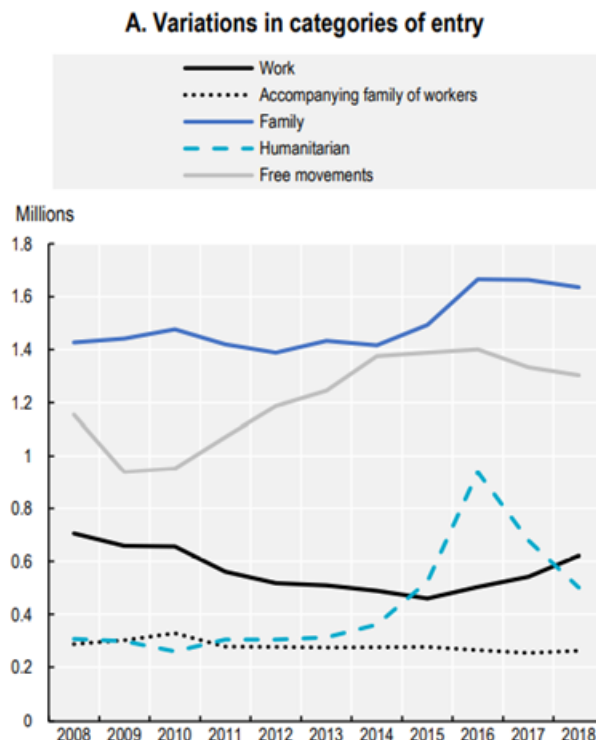 A. Variations in categories of entry
Work
Accompanying family of workers
Family
Humanitarian
Free movements
Millions
1.8
1.6
1.4
1.2
1
0.8
0.6
0.4
0.2
0
2008 2009 2010 2011 2012 2013 2014 2015 2016 2017 2018